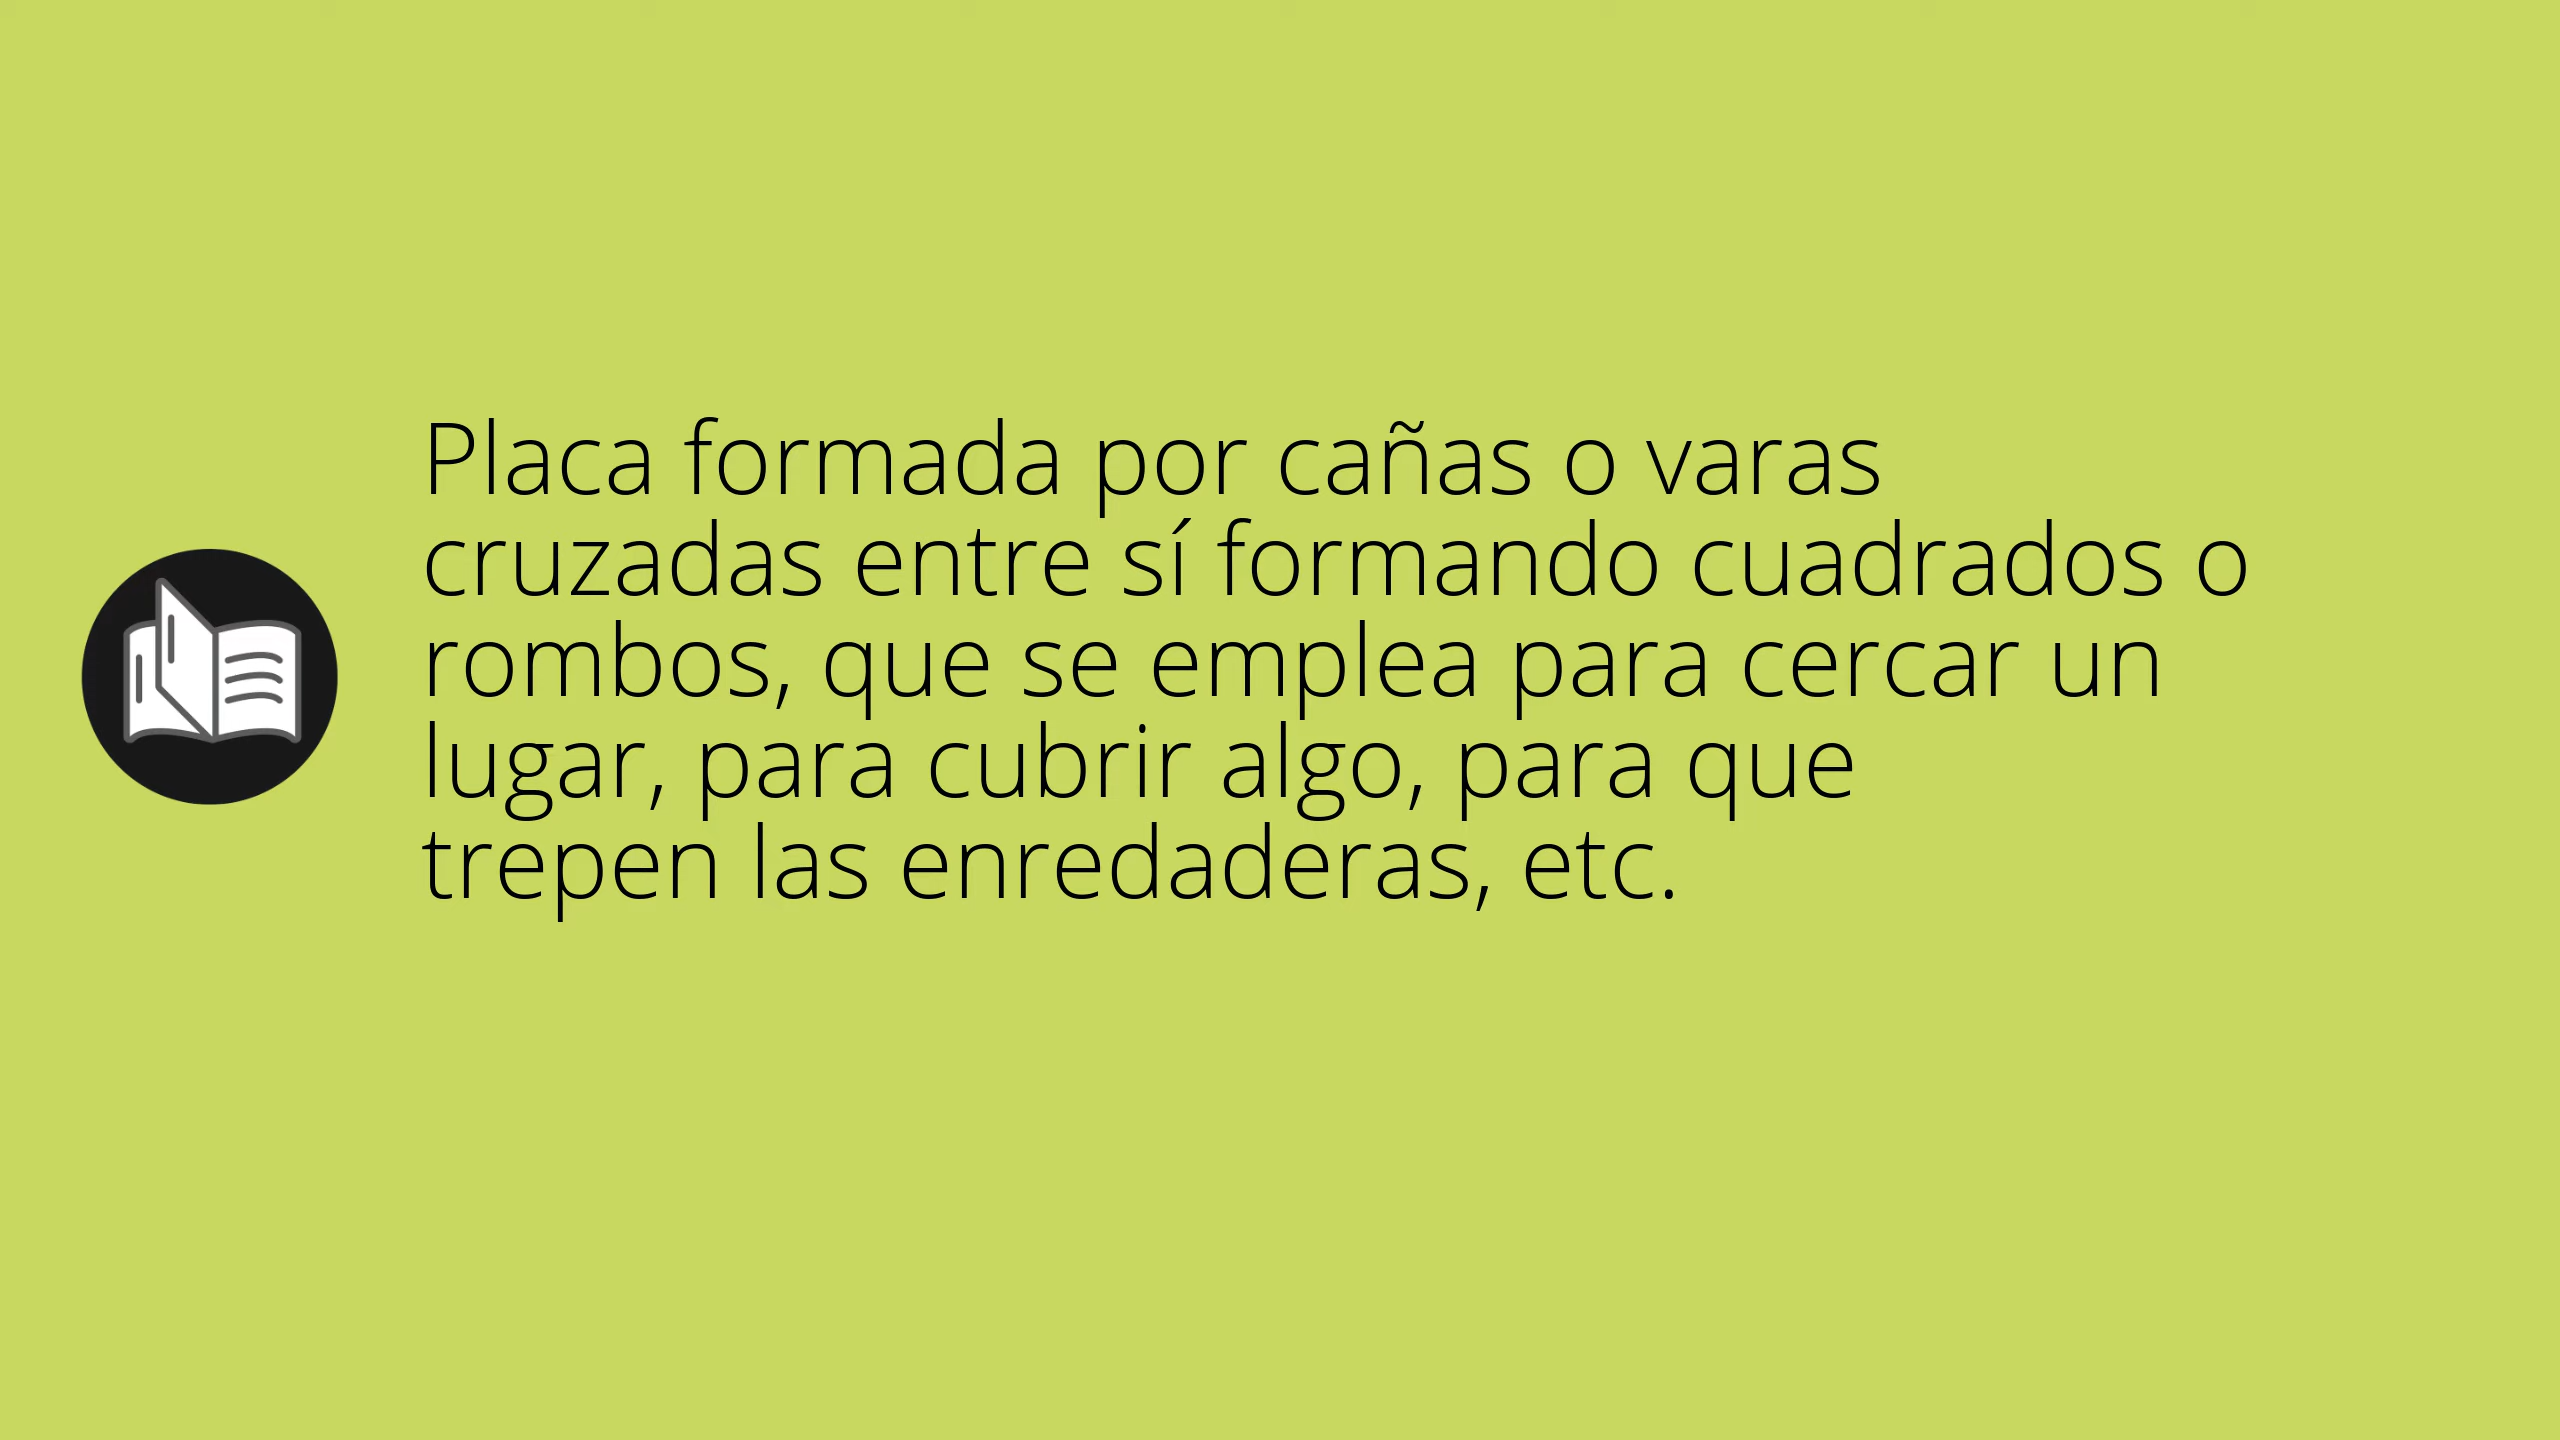 Placa formada por cañas o varas
cruzadas entre sí formando cuadrados o
rombos, que se emplea para cercar un
lugar, para cubrir algo, para que
trepen las enredaderas, etc.